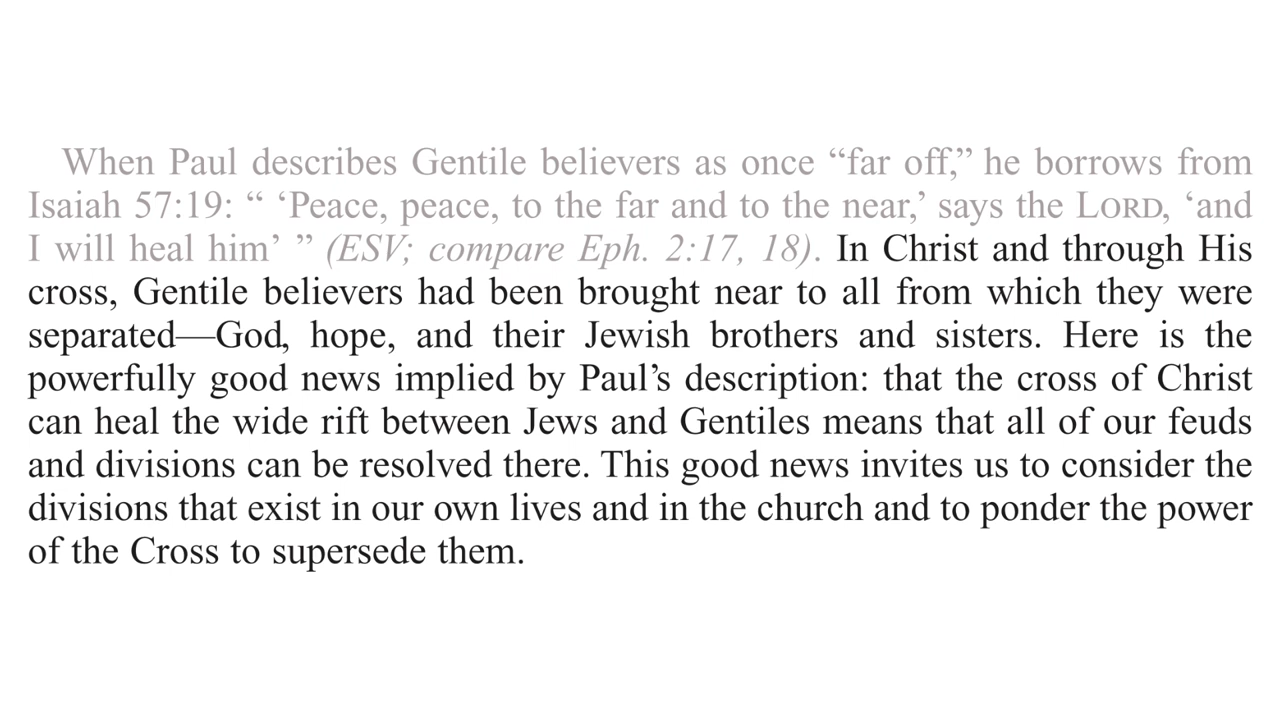 When Paul describes Gentile believers as once “far off,” he borrows from
Isaiah 57:19: “ ‘Peace, peace, to the far and to the near,’ says the LORD, ‘and
I will heal him’ ” (ESV; compare Eph. 2:17, 18). In Christ and through His
cross, Gentile believers had been brought near to all from which they were
separated—God, hope, and their Jewish brothers and sisters. Here is the
powerfully good news implied by Paul’s description: that the cross of Christ
can heal the wide rift between Jews and Gentiles means that all of our feuds
and divisions can be resolved there. This good news invites us to consider the
divisions that exist in our own lives and in the church and to ponder the power
of the Cross to supersede them.